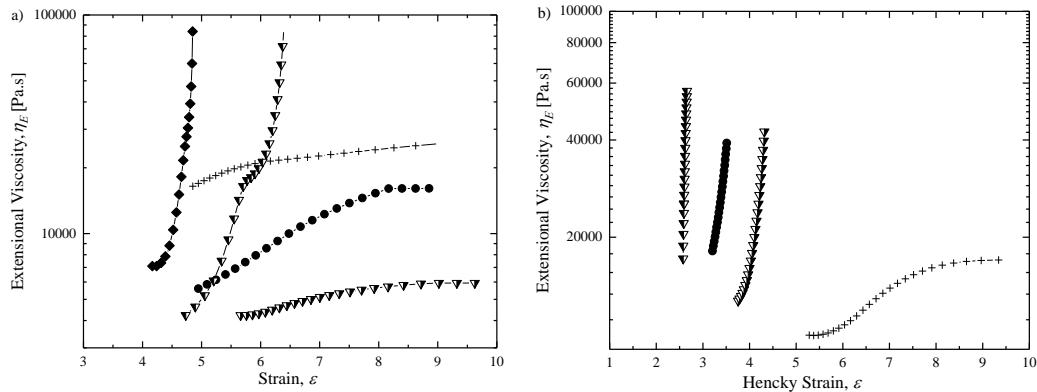 a)
100000
10000
Extensional Viscosity, η_E [Pa.s]
3 4 5 6 7 8 9 10
Strain, ε
b)
100000
80000
60000
40000
20000
Extensional Viscosity, η_E [Pa.s]
1 2 3 4 5 6 7 8 9 10
Hencky Strain, ε